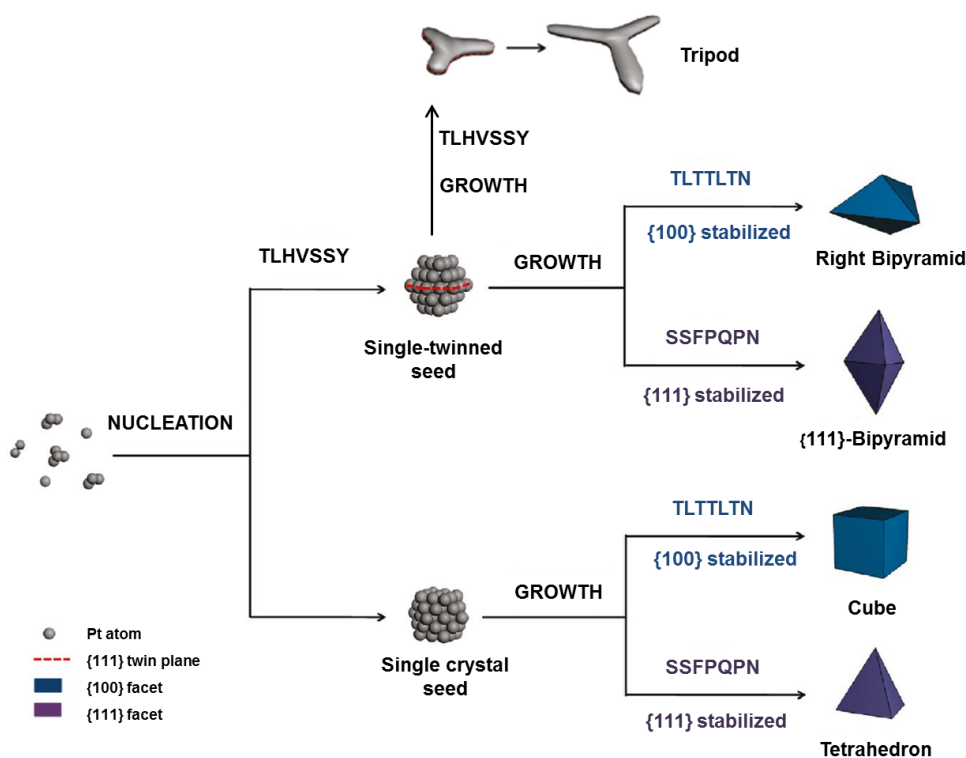 Tripod
TLHVSSY
GROWTH
TLTTLTN
{100} stabilized
Right Bipyramid
TLHVSSY
GROWTH
Single-twinned
seed
SSFPQPN
{111} stabilized
{111}-Bipyramid
NUCLEATION
TLTTLTN
{100} stabilized
Cube
GROWTH
Single crystal
seed
SSFPQPN
{111} stabilized
Tetrahedron
Pt atom
{111} twin plane
{100} facet
{111} facet